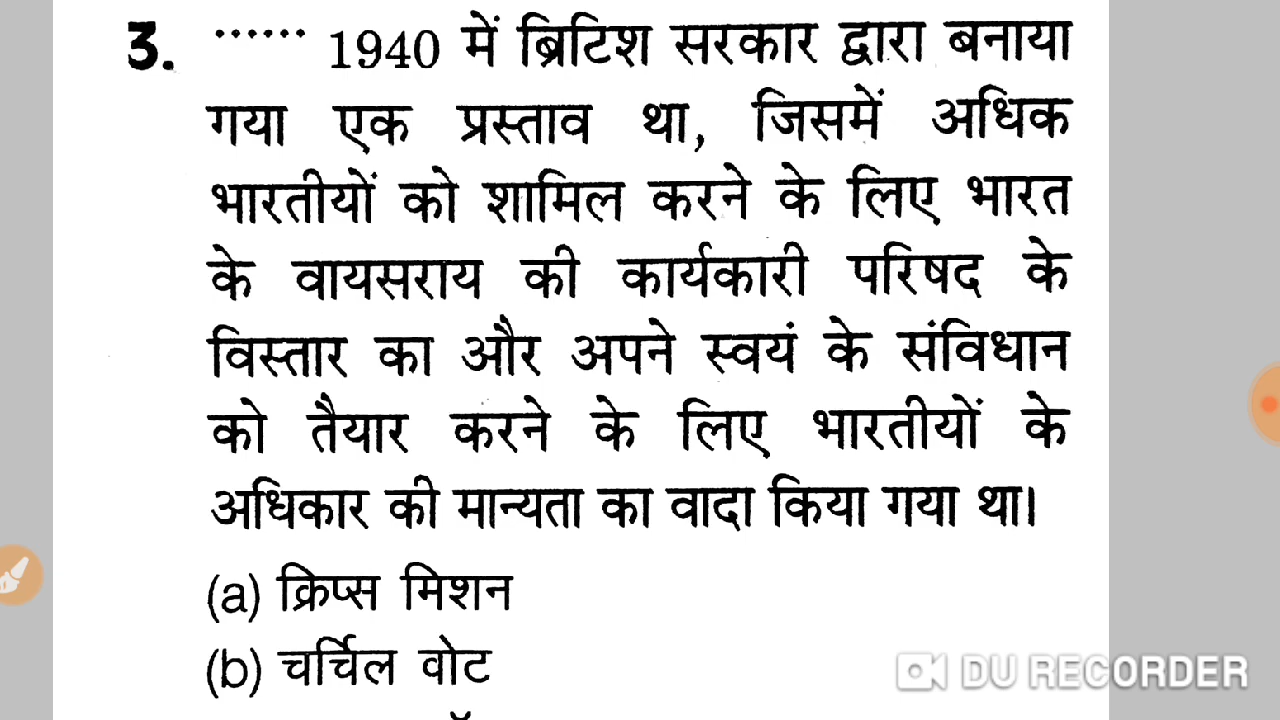 3. ...... 1940 में ब्रिटिश सरकार द्वारा बनाया
गया एक प्रस्ताव था, जिसमें अधिक
भारतीयों को शामिल करने के लिए भारत
के वायसराय की कार्यकारी परिषद के
विस्तार का और अपने स्वयं के संविधान
को तैयार करने के लिए भारतीयों के
अधिकार की मान्यता का वादा किया गया था।
(a) क्रिप्स मिशन
(b) चर्चिल वोट
DU RECORDER